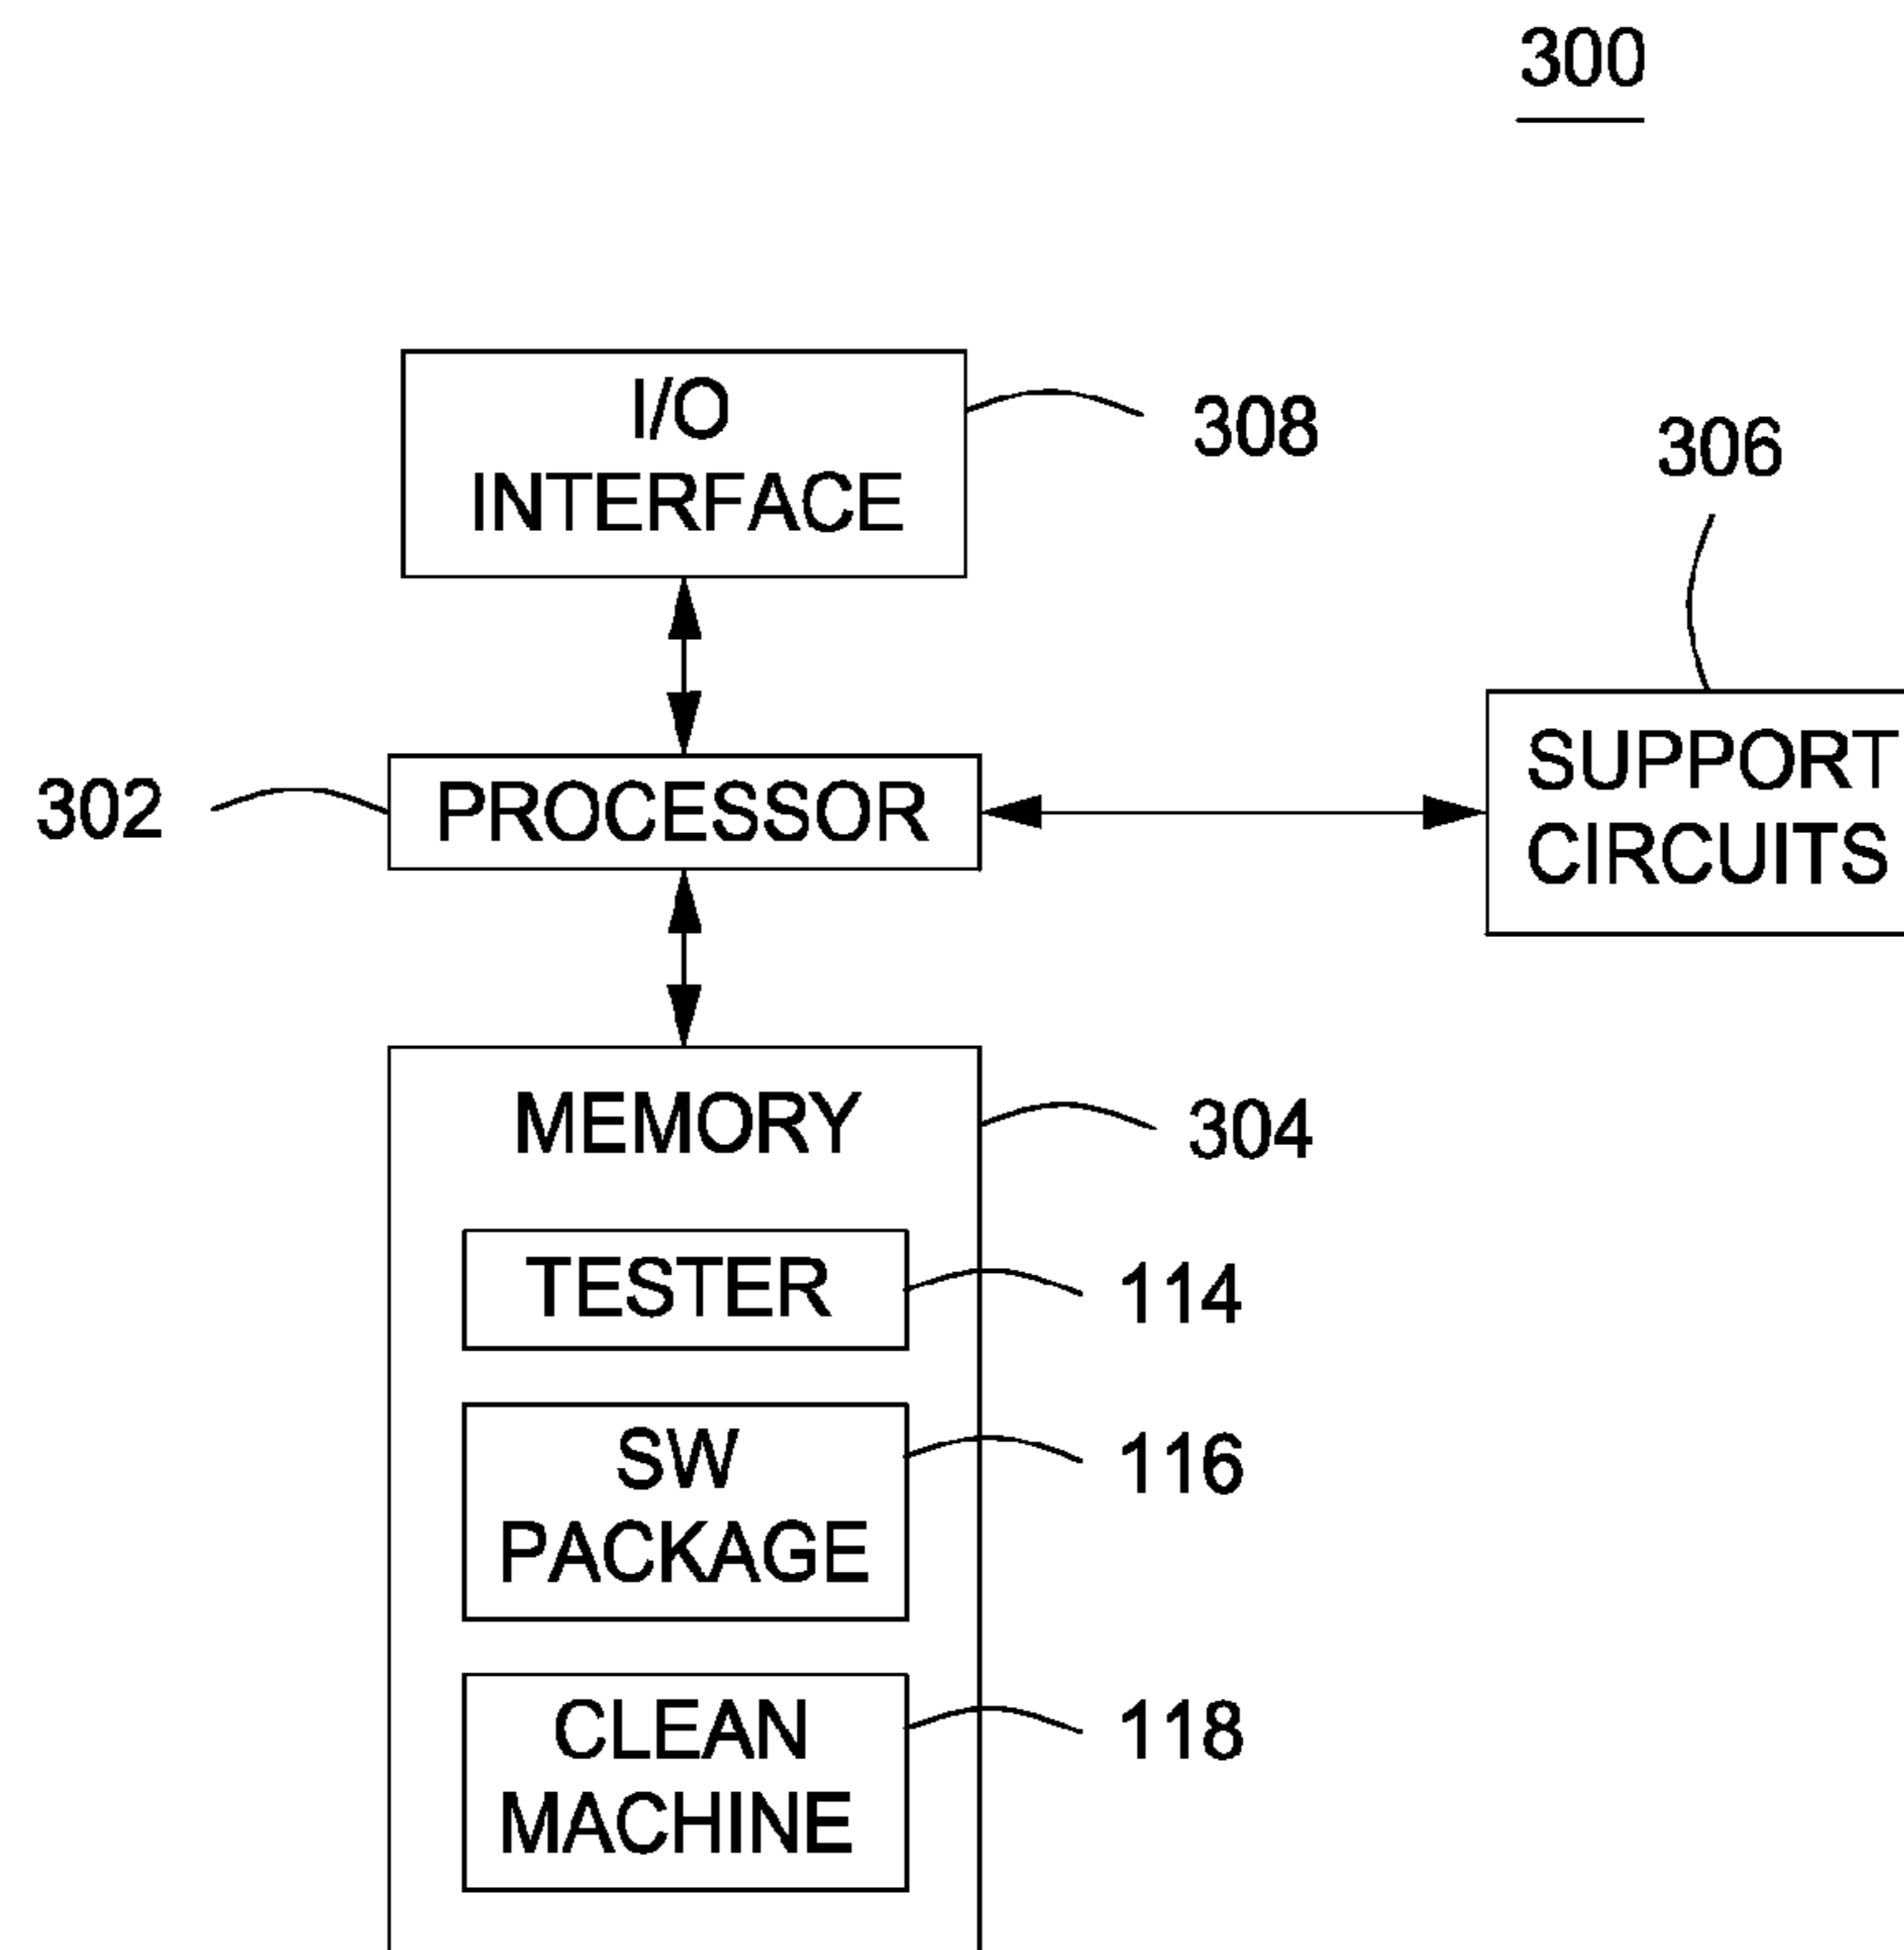 300
I/O
INTERFACE
308
306
SUPPORT
CIRCUITS
302
PROCESSOR
MEMORY
304
TESTER
114
SW
PACKAGE
116
CLEAN
MACHINE
118